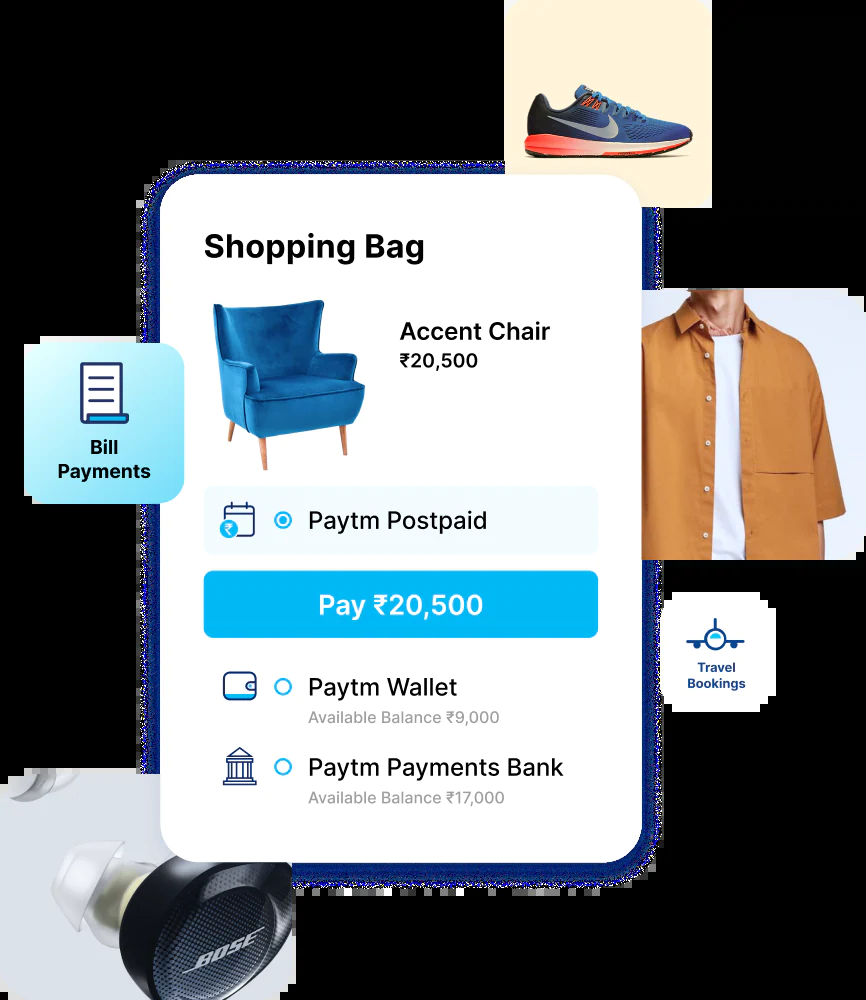 Shopping Bag
Accent Chair
₹20,500
Bill
Payments
₹
Paytm Postpaid
Pay ₹20,500
Paytm Wallet
Available Balance ₹9,000
Travel
Bookings
Paytm Payments Bank
Available Balance ₹17,000
BOSE